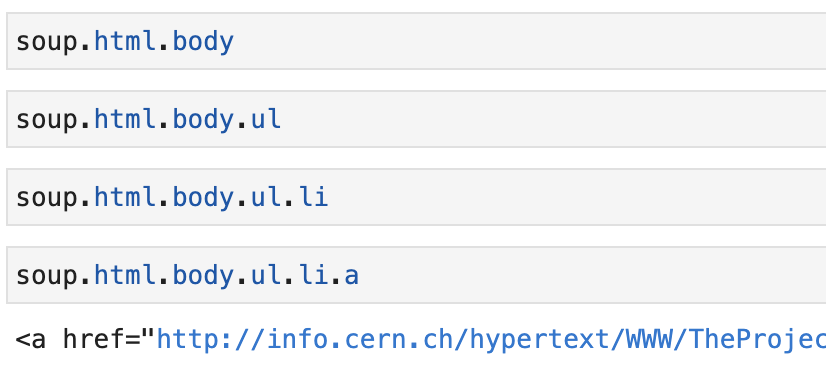 soup.html.body
soup.html.body.ul
soup.html.body.ul.li
soup.html.body.ul.li.a
<a href="http://info.cern.ch/hypertext/WWW/TheProjec